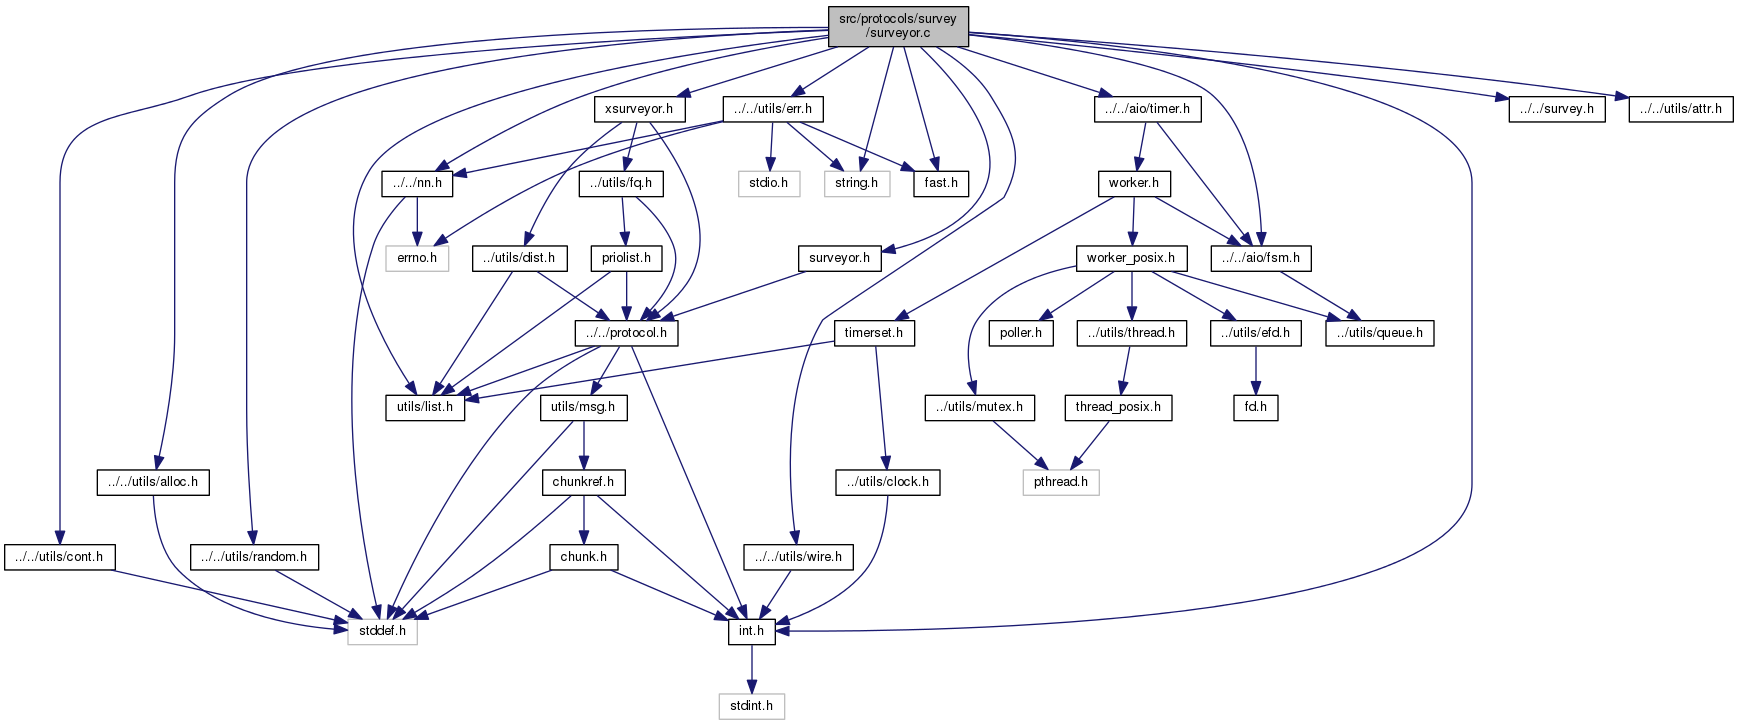 src/protocols/survey
/surveyor.c
xsurveyor.h
../../utils/err.h
../../aio/timer.h
../../survey.h
../../utils/attr.h
../../nn.h
../utils/fq.h
stdio.h
string.h
fast.h
worker.h
errno.h
../utils/dist.h
priolist.h
surveyor.h
worker_posix.h
../../aio/fsm.h
../../protocol.h
timerset.h
poller.h
../utils/thread.h
../utils/efd.h
../utils/queue.h
utils/list.h
utils/msg.h
../utils/mutex.h
thread_posix.h
fd.h
../../utils/alloc.h
chunkref.h
../utils/clock.h
pthread.h
../../utils/cont.h
../../utils/random.h
chunk.h
../../utils/wire.h
stddef.h
int.h
stdint.h